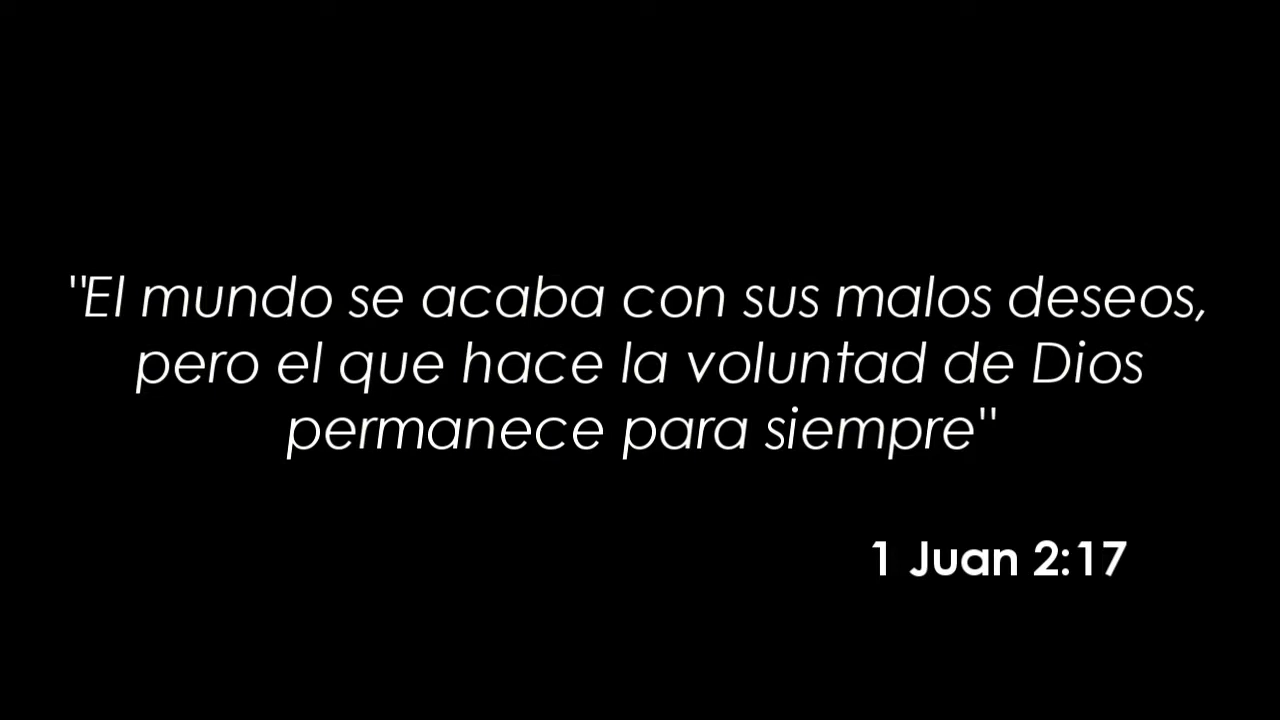 "El mundo se acaba con sus malos deseos,
pero el que hace la voluntad de Dios
permanece para siempre"
1 Juan 2:17